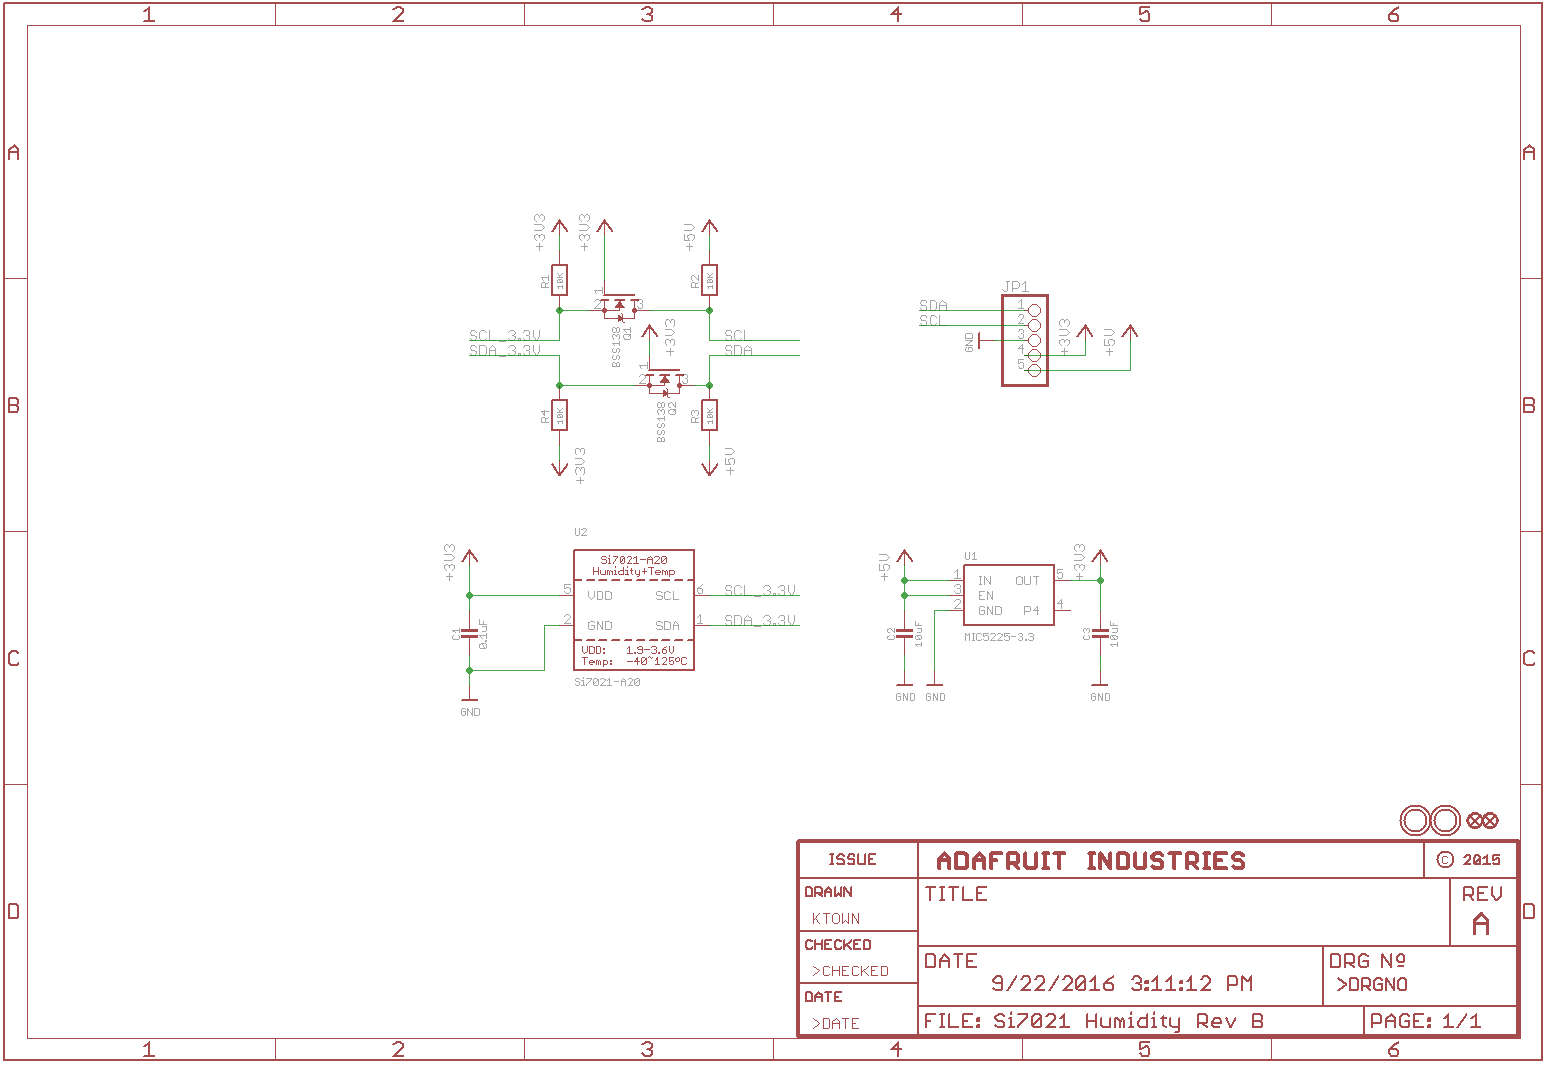 1 2 3 4 5 6
A A
B B
C C
D D
+3V3 +3V3 +5V
R1 10K R2 10K
1 2 3
BSS138 Q1
+3V3
SCL_3.3V SCL
SDA_3.3V SDA
1 2 3
BSS138 Q2
R4 10K R3 10K
+3V3 +5V
JP1
SDA 1
SCL 2
GND 3
4 +3V3
5 +5V
U2
Si7021-A20
Humidity+Temp
+3V3
5 VDD SCL 6 SCL_3.3V
2 GND SDA 1 SDA_3.3V
C1 0.1uF
VDD: 1.9-3.6V
Temp: -40~125ºC
Si7021-A20
GND
U1
+5V +3V3
1 IN OUT 5
3 EN
2 GND P4 4
MIC5225-3.3
C2 10uF C3 10uF
GND GND GND
ISSUE ADAFRUIT INDUSTRIES © 2015
DRAWN TITLE REV
KTOWN A
CHECKED DATE DRG Nº
>CHECKED 9/22/2016 3:11:12 PM >DRGNO
DATE
>DATE FILE: Si7021 Humidity Rev B PAGE: 1/1
1 2 3 4 5 6